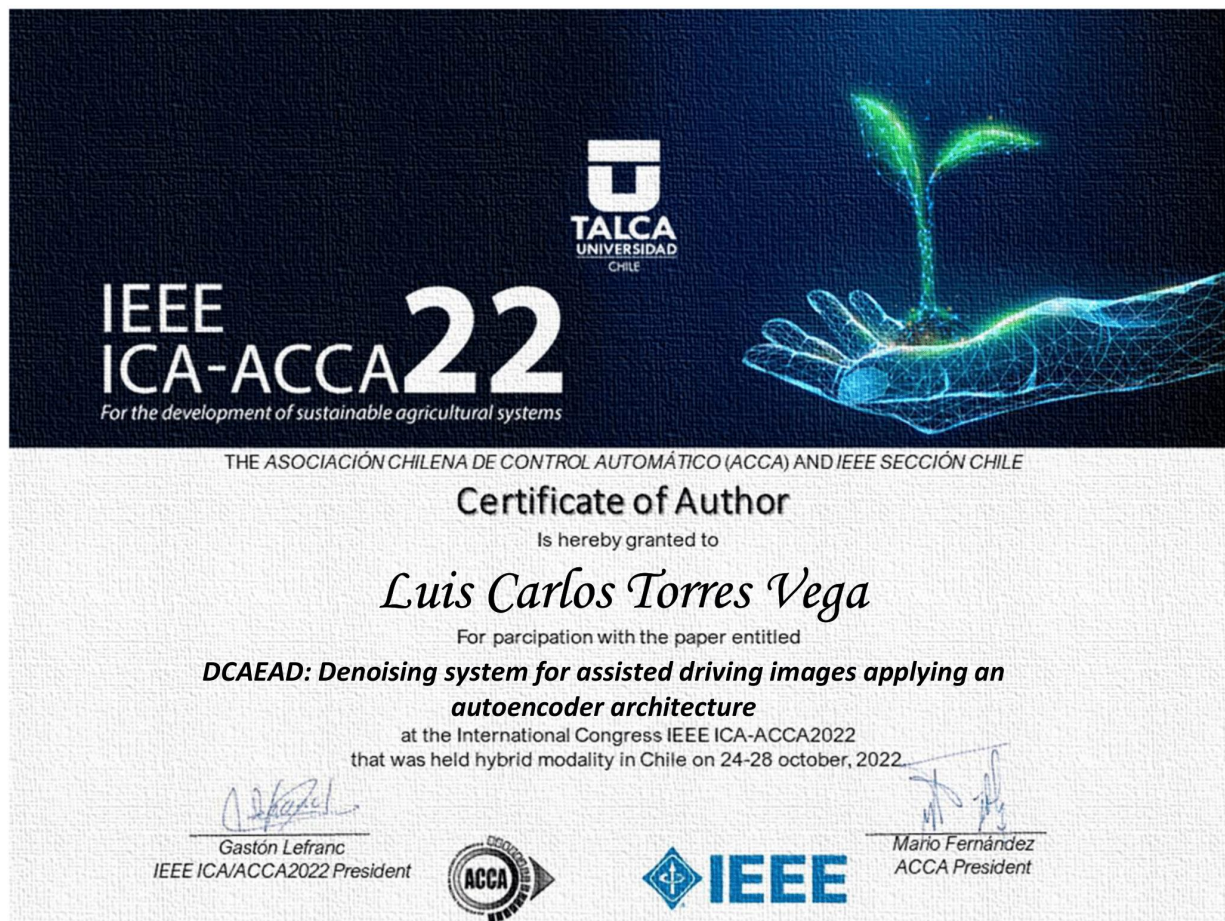 TALCA
UNIVERSIDAD
CHILE
IEEE
ICA-ACCA22
For the development of sustainable agricultural systems
THE ASOCIACIÓN CHILENA DE CONTROL AUTOMÁTICO (ACCA) AND IEEE SECCIÓN CHILE
Certificate of Author
Is hereby granted to
Luis Carlos Torres Vega
For parcipation with the paper entitled
DCAEAD: Denoising system for assisted driving images applying an
autoencoder architecture
at the International Congress IEEE ICA-ACCA2022
that was held hybrid modality in Chile on 24-28 october, 2022.
Gastón Lefranc
IEEE ICA/ACCA2022 President
Mario Fernández
ACCA President
ACCA
IEEE